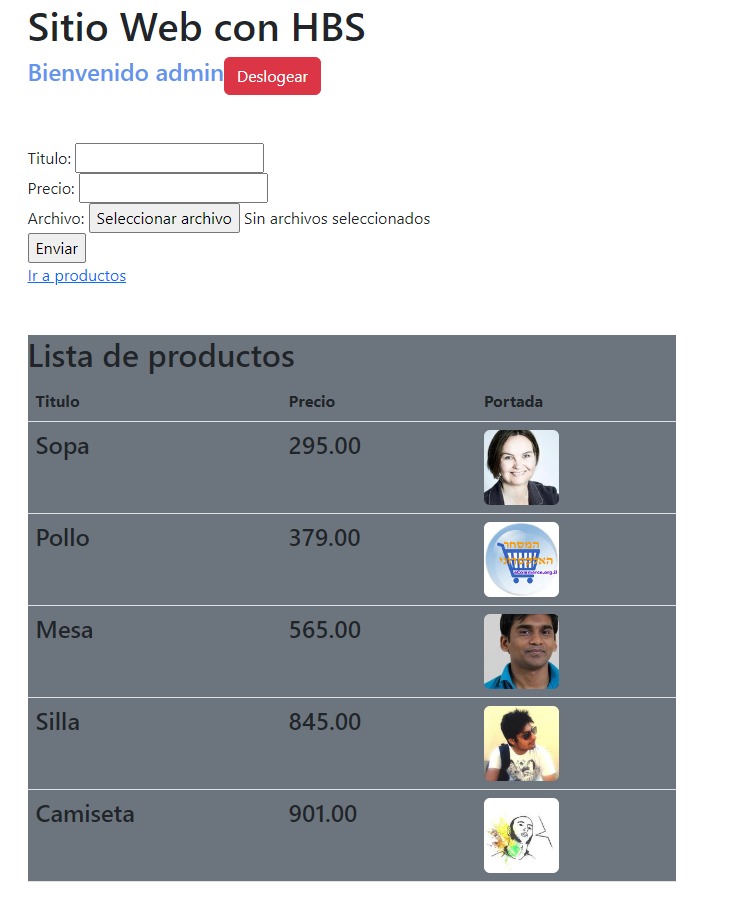 Sitio Web con HBS
Bienvenido admin Deslogear
Titulo:
Precio:
Archivo: Seleccionar archivo Sin archivos seleccionados
Enviar
Ir a productos
Lista de productos
Titulo Precio Portada
Sopa 295.00
Pollo 379.00
המסחר
האלקטרוני
eCommerce.org.il
Mesa 565.00
Silla 845.00
Camiseta 901.00